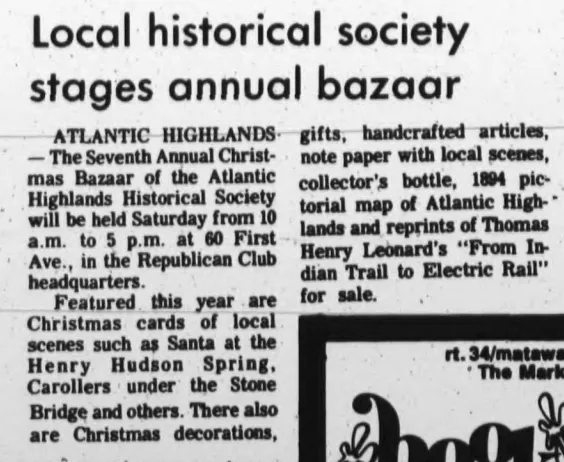 Local historical society
stages annual bazaar
ATLANTIC HIGHLANDS
— The Seventh Annual Christ-
mas Bazaar of the Atlantic
Highlands Historical Society
will be held Saturday from 10
a.m. to 5 p.m. at 60 First
Ave., in the Republican Club
headquarters.
Featured this year are
Christmas cards of local
scenes such as Santa at the
Henry Hudson Spring,
Carollers under the Stone
Bridge and others. There also
are Christmas decorations,
gifts, handcrafted articles,
note paper with local scenes,
collector's bottle, 1894 pic-
torial map of Atlantic High-
lands and reprints of Thomas
Henry Leonard's "From In-
dian Trail to Electric Rail"
for sale.
rt. 34/matawa
The Mark